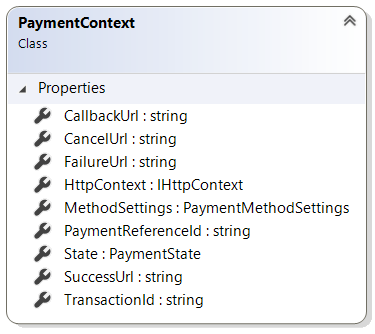 PaymentContext
Class
Properties
CallbackUrl : string
CancelUrl : string
FailureUrl : string
HttpContext : IHttpContext
MethodSettings : PaymentMethodSettings
PaymentReferenceId : string
State : PaymentState
SuccessUrl : string
TransactionId : string